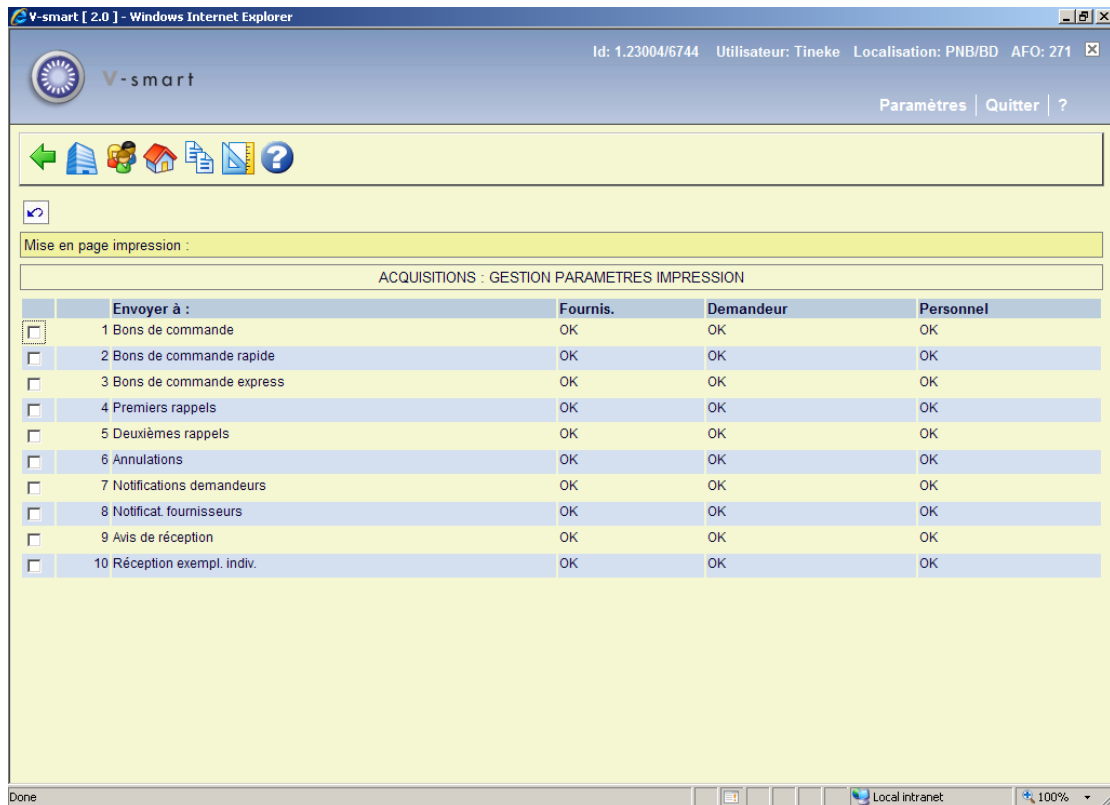 V-smart [ 2.0 ] - Windows Internet Explorer
Id: 1.23004/6744 Utilisateur: Tineke Localisation: PNB/BD AFO: 271
V-smart
Paramètres Quitter ?
Mise en page impression :
ACQUISITIONS : GESTION PARAMETRES IMPRESSION
Envoyer à : Fournis. Demandeur Personnel
1 Bons de commande OK OK OK
2 Bons de commande rapide OK OK OK
3 Bons de commande express OK OK OK
4 Premiers rappels OK OK OK
5 Deuxièmes rappels OK OK OK
6 Annulations OK OK OK
7 Notifications demandeurs OK OK OK
8 Notificat. fournisseurs OK OK OK
9 Avis de réception OK OK OK
10 Réception exempl. indiv. OK OK OK
Done Local intranet 100%